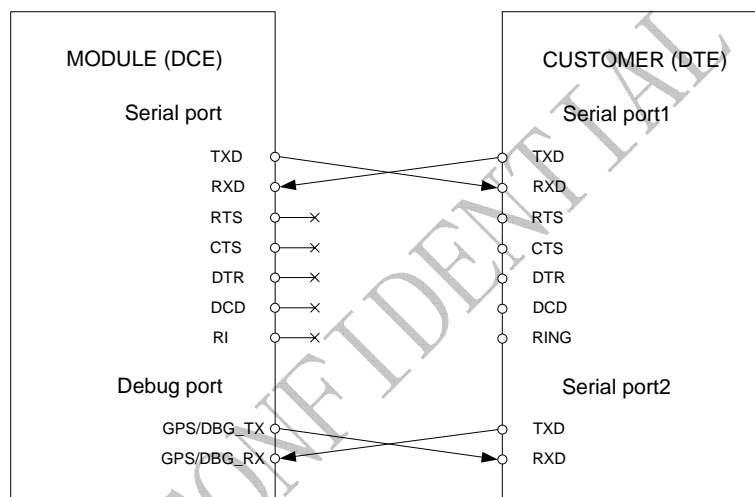 MODULE (DCE)
Serial port
TXD
RXD
RTS
CTS
DTR
DCD
RI
Debug port
GPS/DBG_TX
GPS/DBG_RX
CUSTOMER (DTE)
Serial port1
TXD
RXD
RTS
CTS
DTR
DCD
RING
Serial port2
TXD
RXD
CONFIDENTIAL